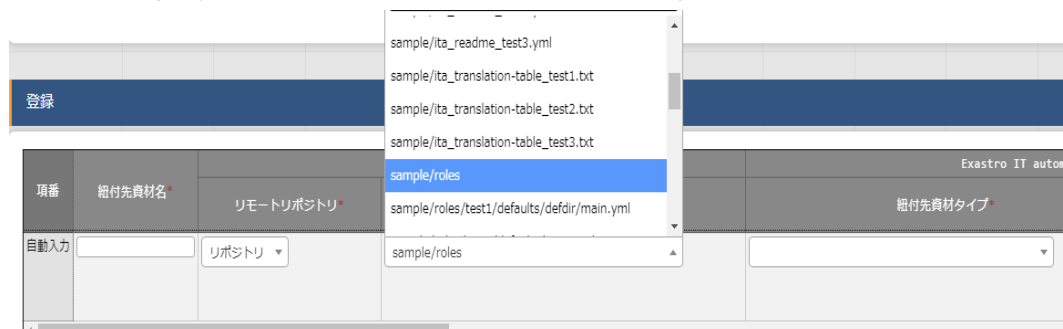 sample/ita_readme_test3.yml
sample/ita_translation-table_test1.txt
sample/ita_translation-table_test2.txt
sample/ita_translation-table_test3.txt
sample/roles
sample/roles/test1/defaults/defdir/main.yml
登録
Exastro IT autom
項番
紐付先資材名*
リモートリポジトリ*
紐付先資材タイプ*
自動入力
リポジトリ
sample/roles